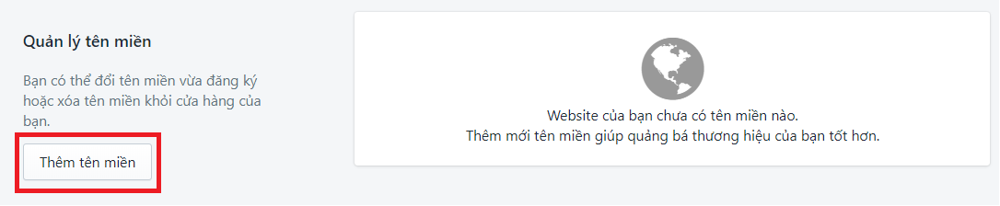 Quản lý tên miền
Bạn có thể đổi tên miền vừa đăng ký
hoặc xóa tên miền khỏi cửa hàng của
bạn.
Thêm tên miền
Website của bạn chưa có tên miền nào.
Thêm mới tên miền giúp quảng bá thương hiệu của bạn tốt hơn.